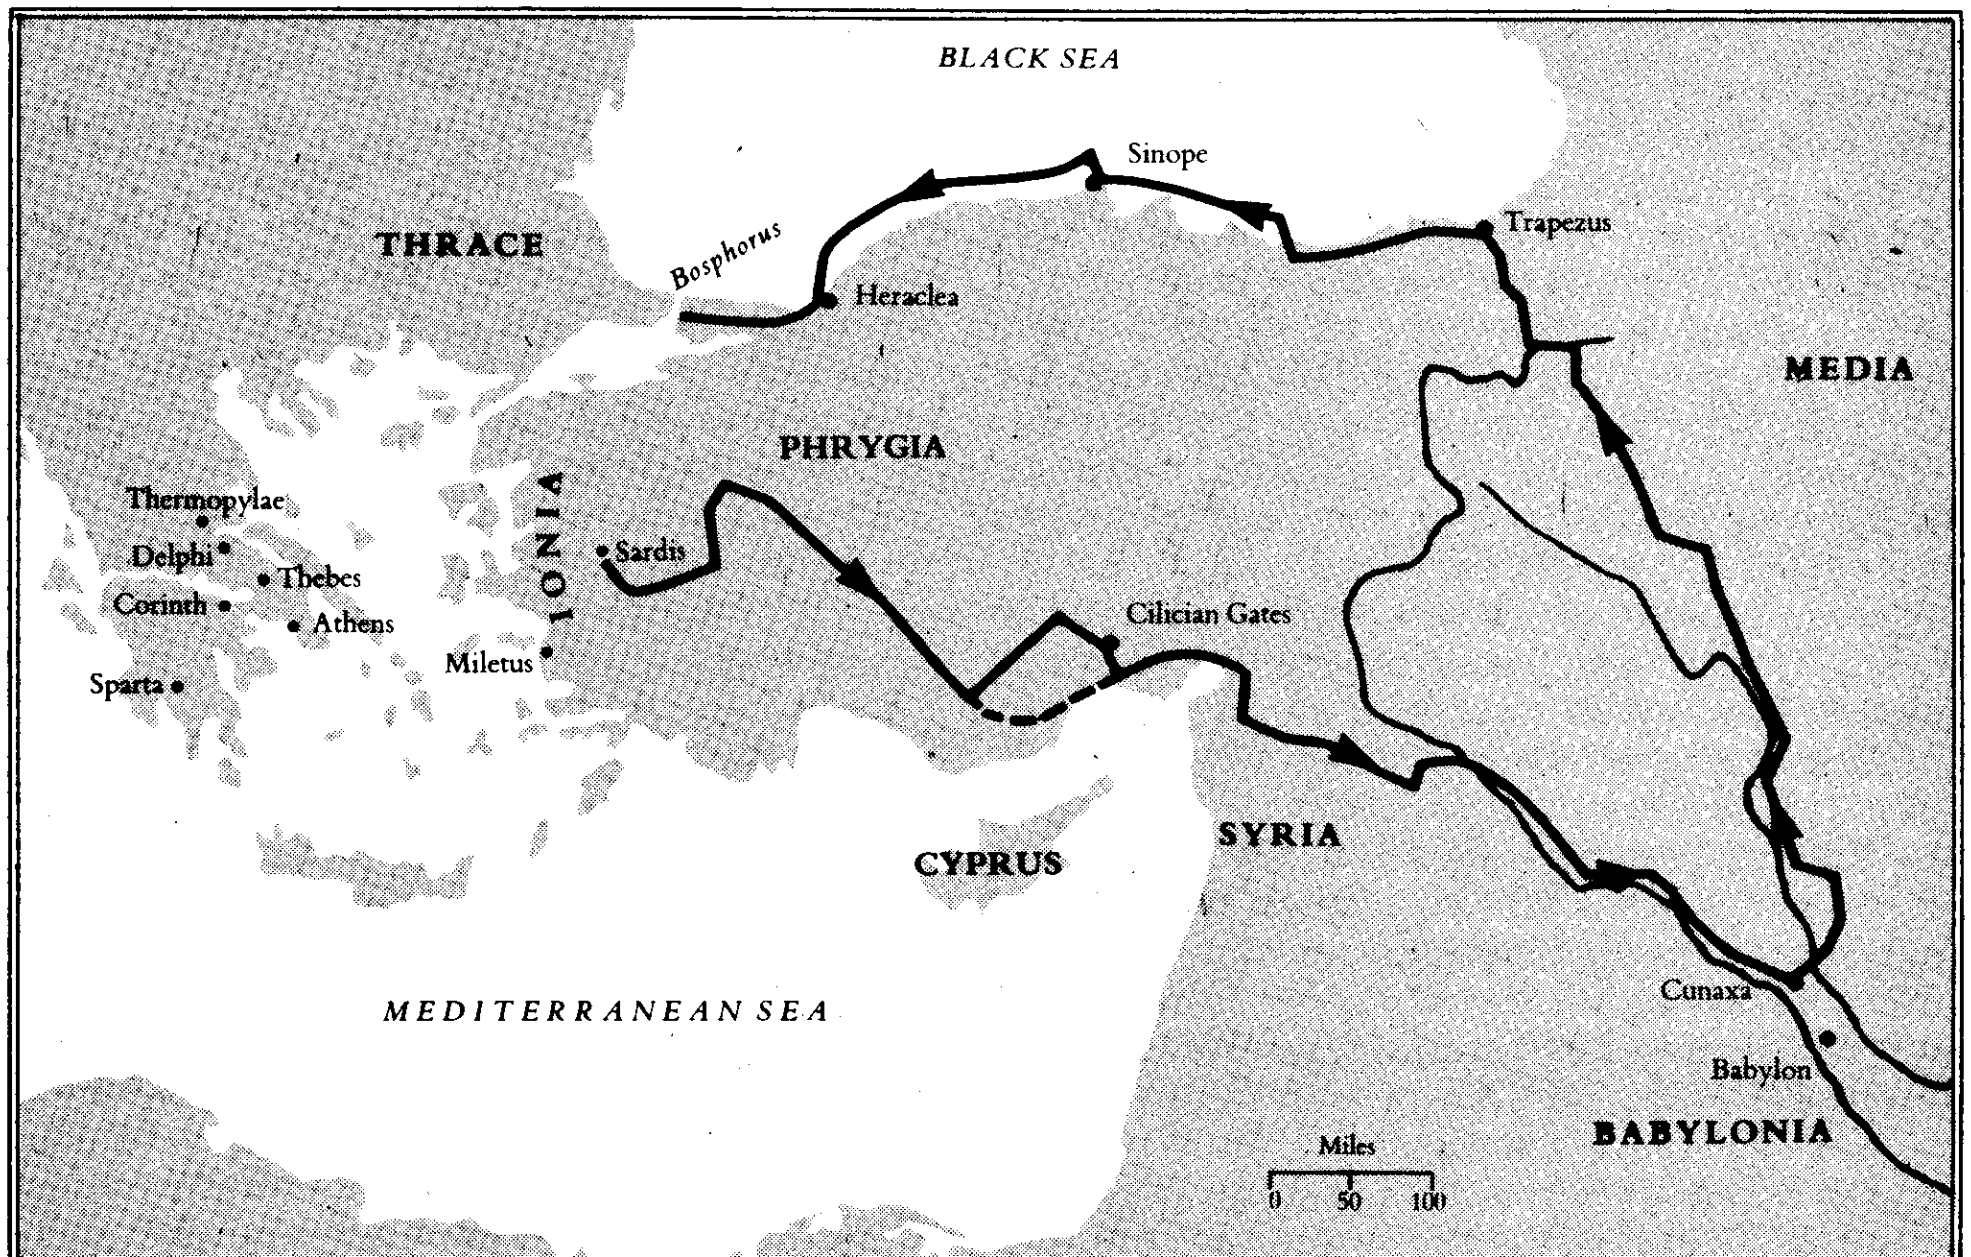 BLACK SEA
Sinope
Trapezus
THRACE
Bosphorus
Heraclea
MEDIA
PHRYGIA
IONIA
Thermopylae
Delphi
Sardis
Thebes
Corinth
Athens
Cilician Gates
Miletus
Sparta
SYRIA
CYPRUS
Cunaxa
MEDITERRANEAN SEA
Babylon
BABYLONIA
Miles
0 50 100